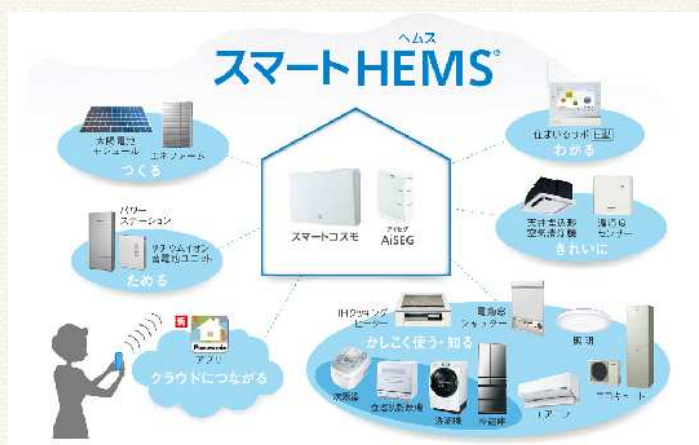 ヘムス
スマートHEMS®
太陽電池
モジュール
エネファーム
つくる
住まいるサポ
わかる
スマートコスモ
アイセグ
AiSEG
天井埋込形
空気清浄機
センサー
きれいに
パワー
ステーション
リチウムイオン
蓄電池ユニット
ためる
IHクッキング
ヒーター
電動窓
シャッター
照明
かしこく使う・知る
新
Panasonic
アプリ
クラウドにつながる
炊飯器
食器洗乾燥機
洗濯機
冷蔵庫
エアコン
エコキュート